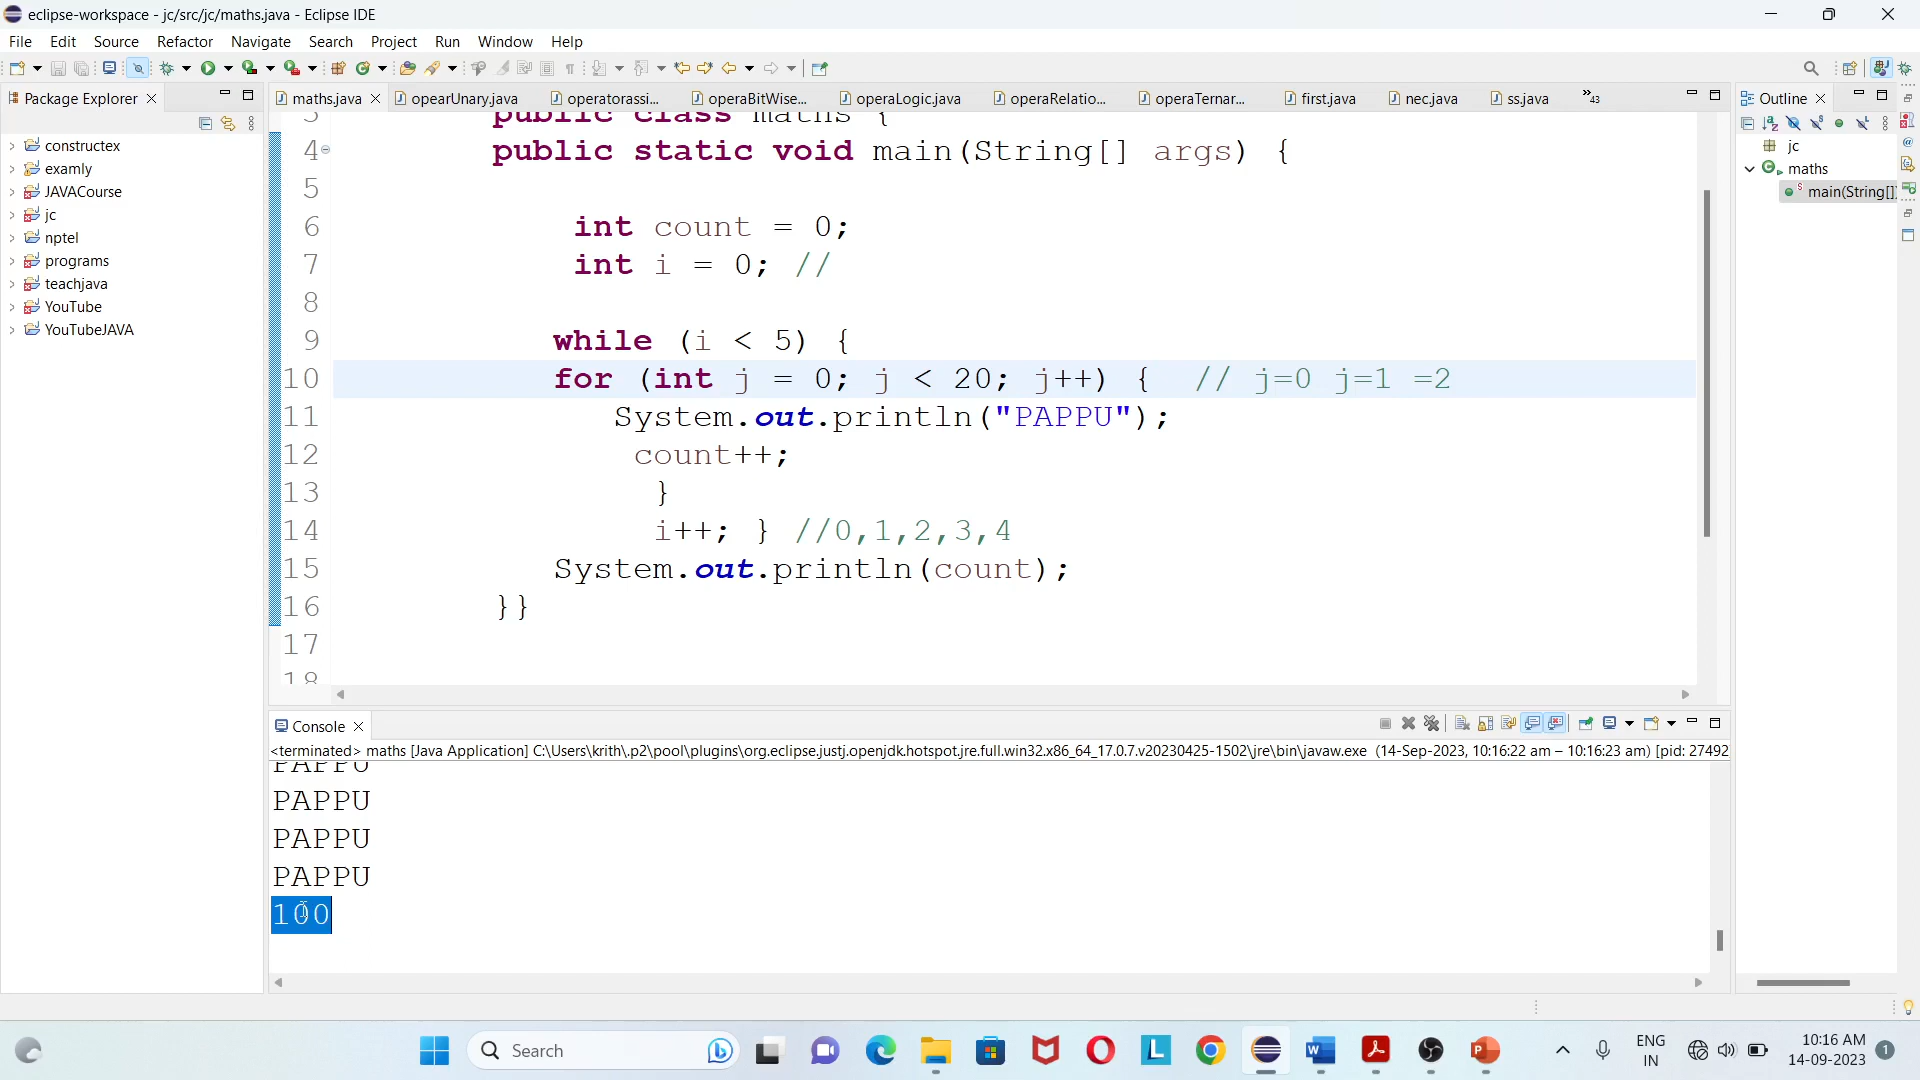 eclipse-workspace - jc/src/jc/maths.java - Eclipse IDE
File Edit Source Refactor Navigate Search Project Run Window Help
Package Explorer
maths.java opearUnary.java operatorassi... operaBitWise... operaLogic.java operaRelatio... operaTernar... first.java nec.java ss.java »43
Outline
constructex
examly
JAVACourse
jc
nptel
programs
teachjava
YouTube
YouTubeJAVA
jc
maths
main(String[])
3 public class maths {
4 public static void main(String[] args) {
5
6 int count = 0;
7 int i = 0; //
8
9 while (i < 5) {
10 for (int j = 0; j < 20; j++) { // j=0 j=1 =2
11 System.out.println("PAPPU");
12 count++;
13 }
14 i++; } //0,1,2,3,4
15 System.out.println(count);
16 }}
17
18
Console
<terminated> maths [Java Application] C:\Users\krith\.p2\pool\plugins\org.eclipse.justj.openjdk.hotspot.jre.full.win32.x86_64_17.0.7.v20230425-1502\jre\bin\javaw.exe (14-Sep-2023, 10:16:22 am – 10:16:23 am) [pid: 27492
PAPPU
PAPPU
PAPPU
PAPPU
100
Search
ENG
IN
10:16 AM
14-09-2023
1